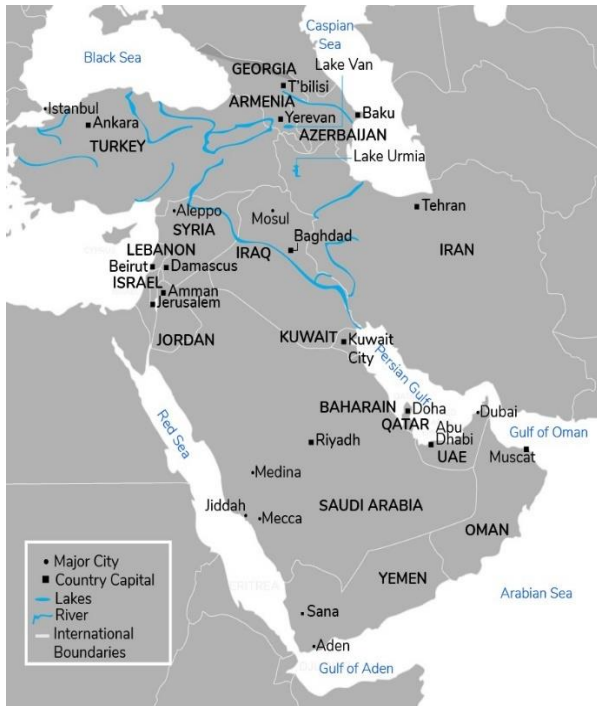 Caspian
Sea
Black Sea
Lake Van
GEORGIA
T'bilisi
ARMENIA
Istanbul
Ankara
Yerevan
Baku
TURKEY
AZERBAIJAN
Lake Urmia
Aleppo
Mosul
Tehran
SYRIA
Baghdad
LEBANON
IRAQ
IRAN
Beirut
Damascus
ISRAEL
Amman
Jerusalem
JORDAN
KUWAIT
Kuwait
City
Persian Gulf
Red Sea
BAHARAIN
Doha
Dubai
QATAR
Abu
Dhabi
Gulf of Oman
Riyadh
UAE
Muscat
Medina
SAUDI ARABIA
Jiddah
Mecca
OMAN
Major City
Country Capital
Lakes
River
International
Boundaries
YEMEN
Arabian Sea
ERITREA
Sana
Aden
Gulf of Aden